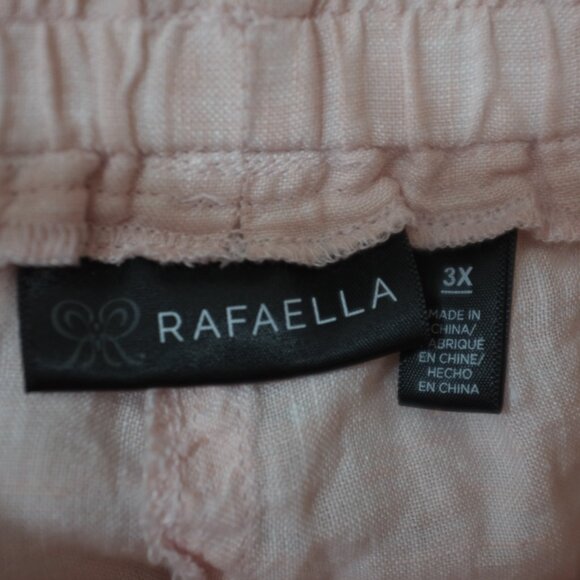 RAFAELLA
3X
MADE IN
CHINA/
FABRIQUÉ
EN CHINE/
HECHO
EN CHINA